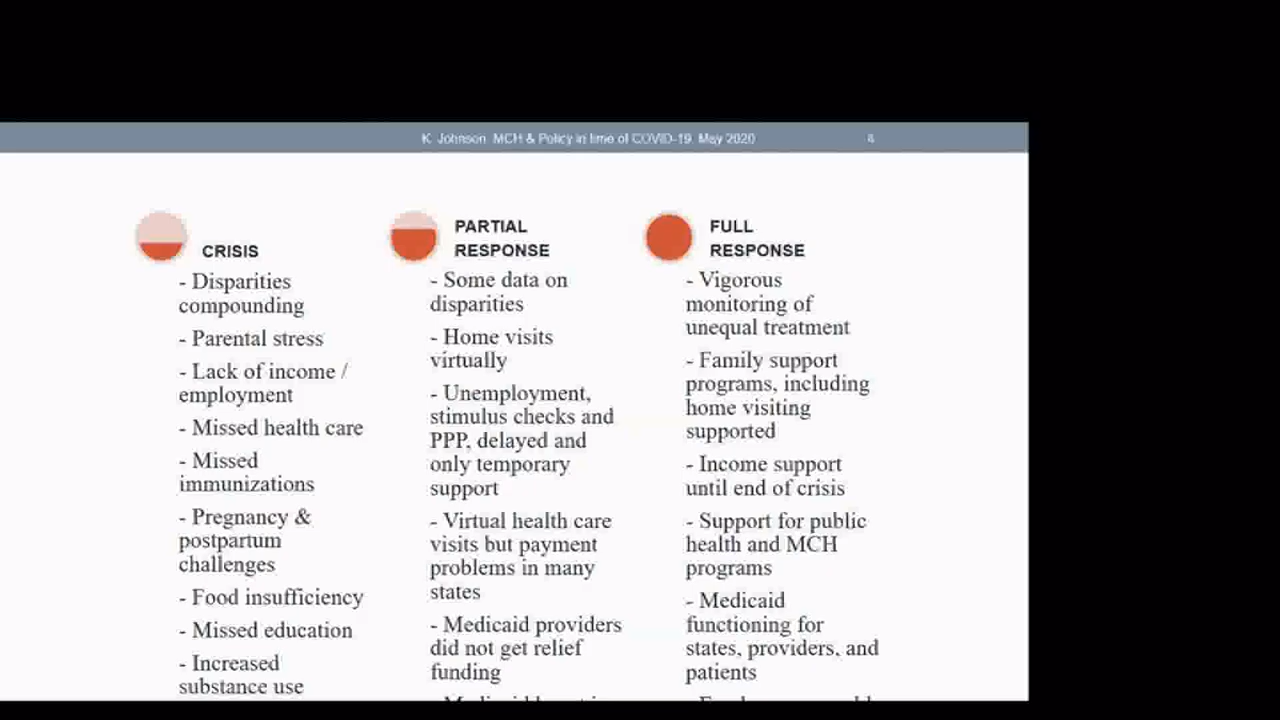 K. Johnson. MCH & Policy in time of COVID-19. May 2020
4
CRISIS
- Disparities
compounding
- Parental stress
- Lack of income /
employment
- Missed health care
- Missed
immunizations
- Pregnancy &
postpartum
challenges
- Food insufficiency
- Missed education
- Increased
substance use
PARTIAL
RESPONSE
- Some data on
disparities
- Home visits
virtually
- Unemployment,
stimulus checks and
PPP, delayed and
only temporary
support
- Virtual health care
visits but payment
problems in many
states
- Medicaid providers
did not get relief
funding
FULL
RESPONSE
- Vigorous
monitoring of
unequal treatment
- Family support
programs, including
home visiting
supported
- Income support
until end of crisis
- Support for public
health and MCH
programs
- Medicaid
functioning for
states, providers, and
patients